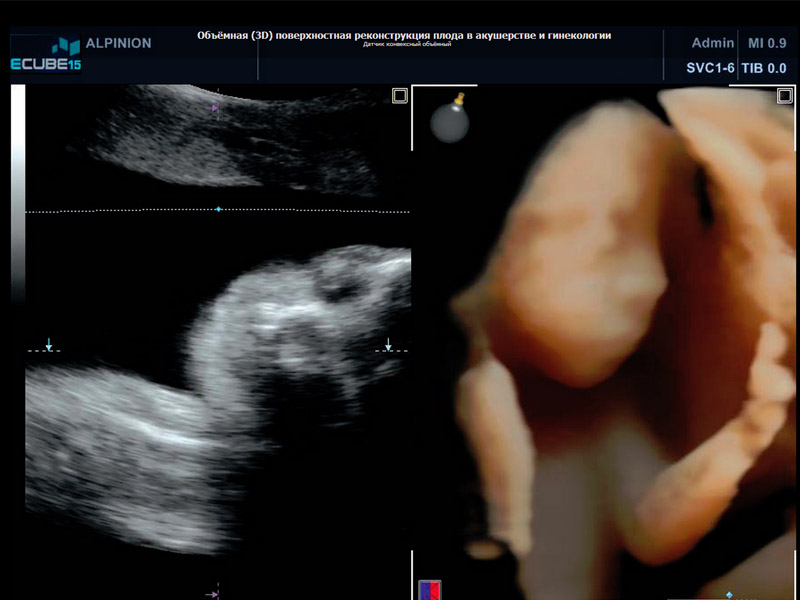 Объёмная (3D) поверхностная реконструкция плода в акушерстве и гинекологии
Датчик конвексный объёмный
ALPINION
ECUBE15
Admin MI 0.9
SVC1-6 TIB 0.0